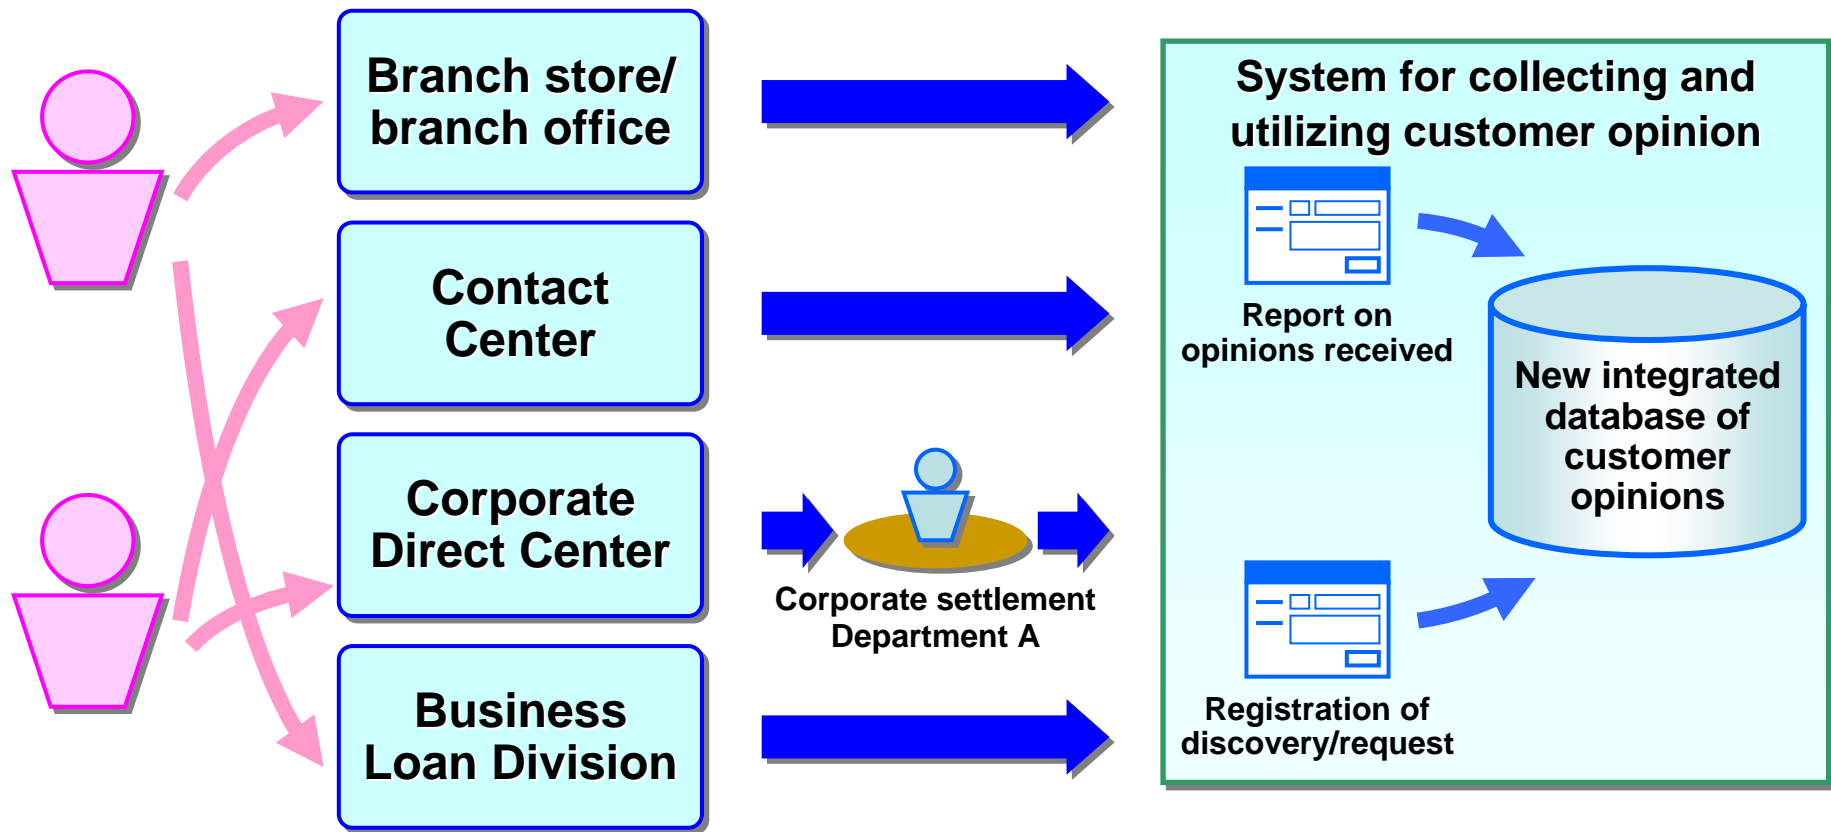 Branch store/
branch office
Contact
Center
Corporate
Direct Center
Business
Loan Division
Corporate settlement
Department A
System for collecting and
utilizing customer opinion
Report on
opinions received
New integrated
database of
customer
opinions
Registration of
discovery/request